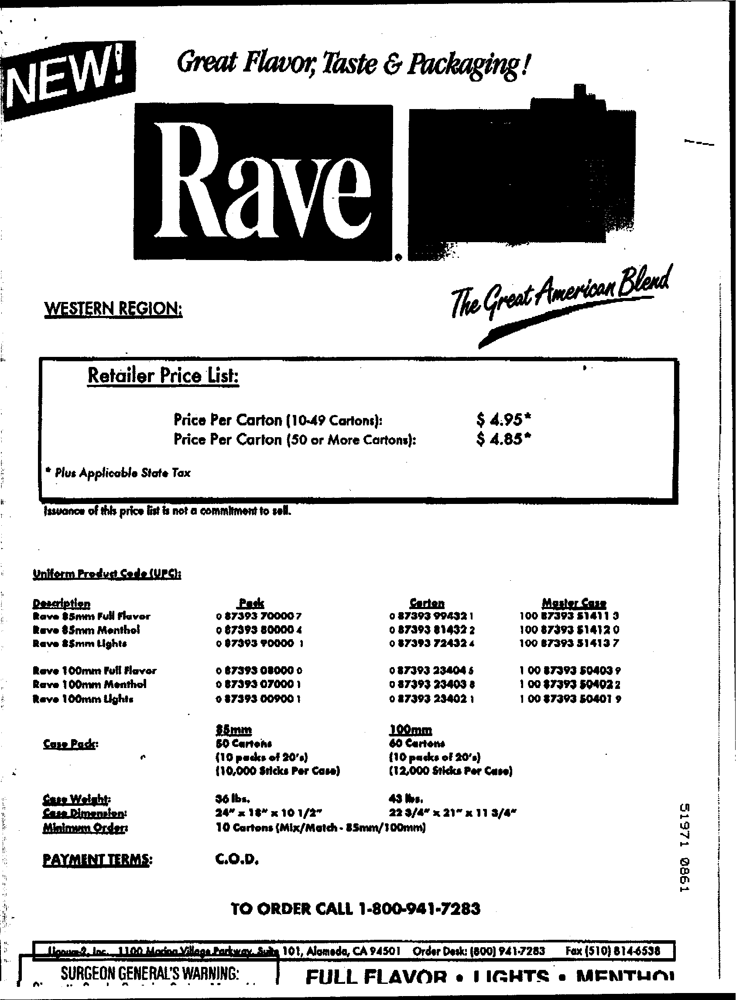 NEW!
Great Flavor, Taste & Packaging!
Rave
The Great American Blend
WESTERN REGION:
Retailer Price List:
Price Per Carton (10-49 Cartons): $ 4.95*
Price Per Carton (50 or More Cartons): $ 4.85*
* Plus Applicable State Tax
Issuance of this price list is not a commitment to sell.
Uniform Product Code (UPC):
Description Pack Carton Master Case
Rave 85mm Full Flavor 0 87393 70000 7 0 87393 99432 1 100 87393 51411 3
Rave 85mm Menthol 0 87393 80000 4 0 87393 81432 2 100 87393 51412 0
Rave 85mm Lights 0 87393 90000 1 0 87393 72432 4 100 87393 51413 7
Rave 100mm Full Flavor 0 87393 08000 0 0 87393 23404 5 1 00 87393 50403 9
Rave 100mm Menthol 0 87393 07000 1 0 87393 23403 8 1 00 87393 50402 2
Rave 100mm Lights 0 87393 00900 1 0 87393 23402 1 1 00 87393 50401 9
85mm 100mm
Case Pack: 50 Cartons 60 Cartons
(10 packs of 20's) (10 packs of 20's)
(10,000 Sticks Per Case) (12,000 Sticks Per Case)
Case Weight: 36 lbs. 43 lbs.
Case Dimension: 24" x 18" x 10 1/2" 22 3/4" x 21" x 11 3/4"
Minimum Order: 10 Cartons (Mix/Match - 85mm/100mm)
PAYMENT TERMS: C.O.D.
TO ORDER CALL 1-800-941-7283
Inc. 1100 Marina Village Parkway, Suite 101, Alameda, CA 94501 Order Desk: (800) 941-7283 Fax (510) 814-6538
SURGEON GENERAL'S WARNING:
FULL FLAVOR • LIGHTS • MENTHOL
51971 0861